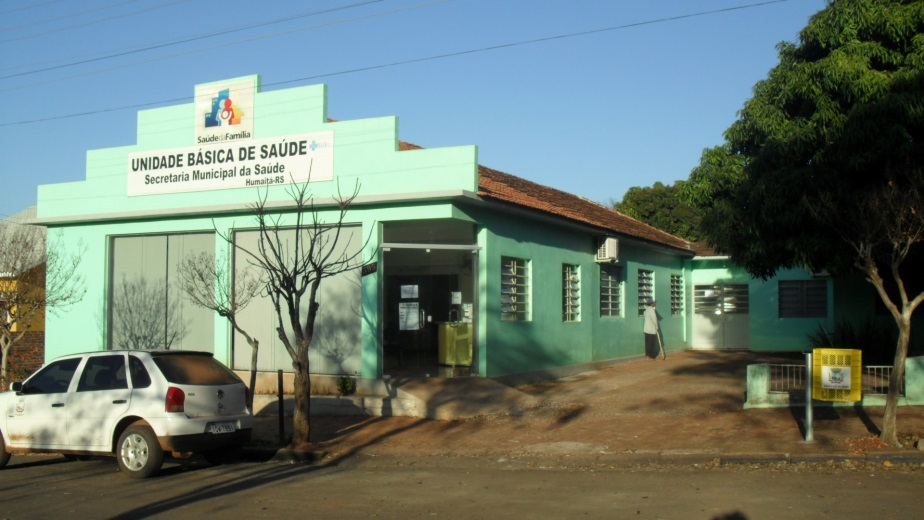 Saúde da Família
UNIDADE BÁSICA DE SAÚDE
Secretaria Municipal da Saúde
Humaitá-RS